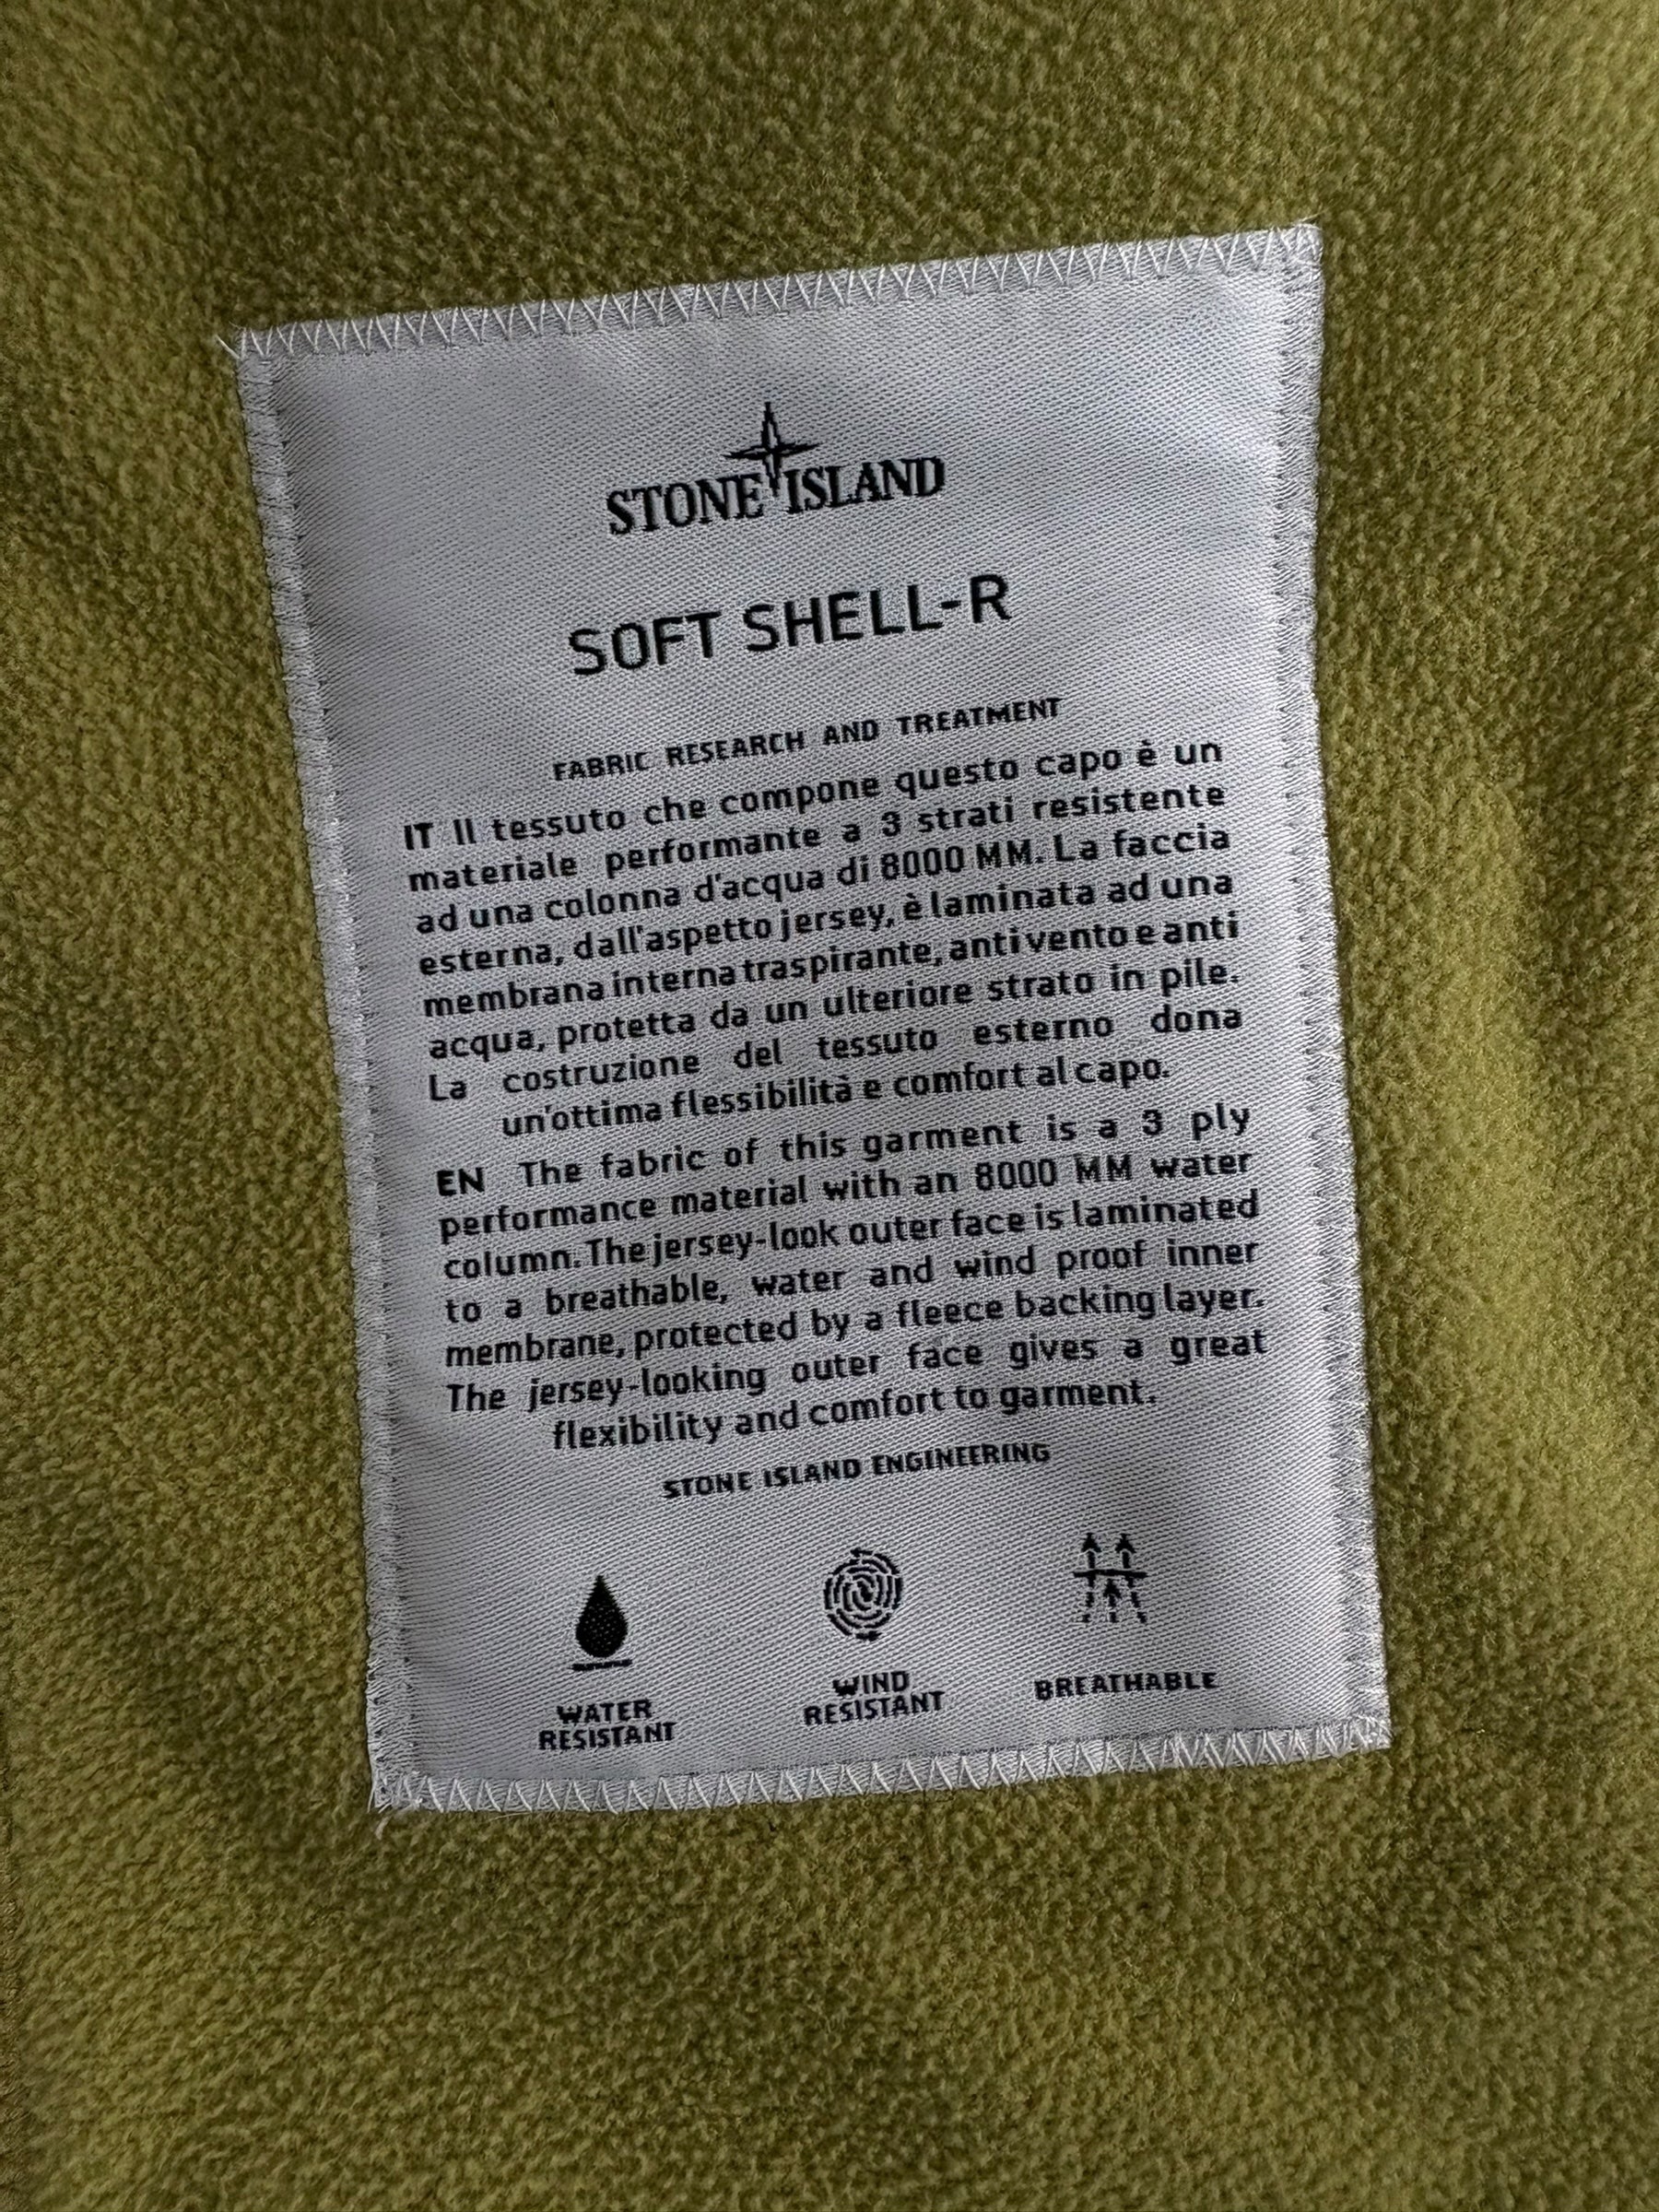 STONE ISLAND
SOFT SHELL-R
FABRIC RESEARCH AND TREATMENT
IT Il tessuto che compone questo capo è un
materiale performante a 3 strati resistente
ad una colonna d'acqua di 8000 MM. La faccia
esterna, dall'aspetto jersey, è laminata ad una
membrana interna traspirante, antivento e anti
acqua, protetta da un ulteriore strato in pile.
La costruzione del tessuto esterno dona
un'ottima flessibilità e comfort al capo.
EN The fabric of this garment is a 3 ply
performance material with an 8000 MM water
column. The jersey-look outer face is laminated
to a breathable, water and wind proof inner
membrane, protected by a fleece backing layer.
The jersey-looking outer face gives a great
flexibility and comfort to garment.
STONE ISLAND ENGINEERING
WATER
RESISTANT
WIND
RESISTANT
BREATHABLE